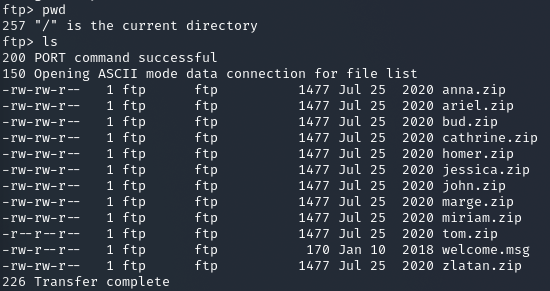 ftp> pwd
257 "/" is the current directory
ftp> ls
200 PORT command successful
150 Opening ASCII mode data connection for file list
-rw-rw-r-- 1 ftp ftp 1477 Jul 25 2020 anna.zip
-rw-rw-r-- 1 ftp ftp 1477 Jul 25 2020 ariel.zip
-rw-rw-r-- 1 ftp ftp 1477 Jul 25 2020 bud.zip
-rw-rw-r-- 1 ftp ftp 1477 Jul 25 2020 cathrine.zip
-rw-rw-r-- 1 ftp ftp 1477 Jul 25 2020 homer.zip
-rw-rw-r-- 1 ftp ftp 1477 Jul 25 2020 jessica.zip
-rw-rw-r-- 1 ftp ftp 1477 Jul 25 2020 john.zip
-rw-rw-r-- 1 ftp ftp 1477 Jul 25 2020 marge.zip
-rw-rw-r-- 1 ftp ftp 1477 Jul 25 2020 miriam.zip
-r--r--r-- 1 ftp ftp 1477 Jul 25 2020 tom.zip
-rw-r--r-- 1 ftp ftp 170 Jan 10 2018 welcome.msg
-rw-rw-r-- 1 ftp ftp 1477 Jul 25 2020 zlatan.zip
226 Transfer complete